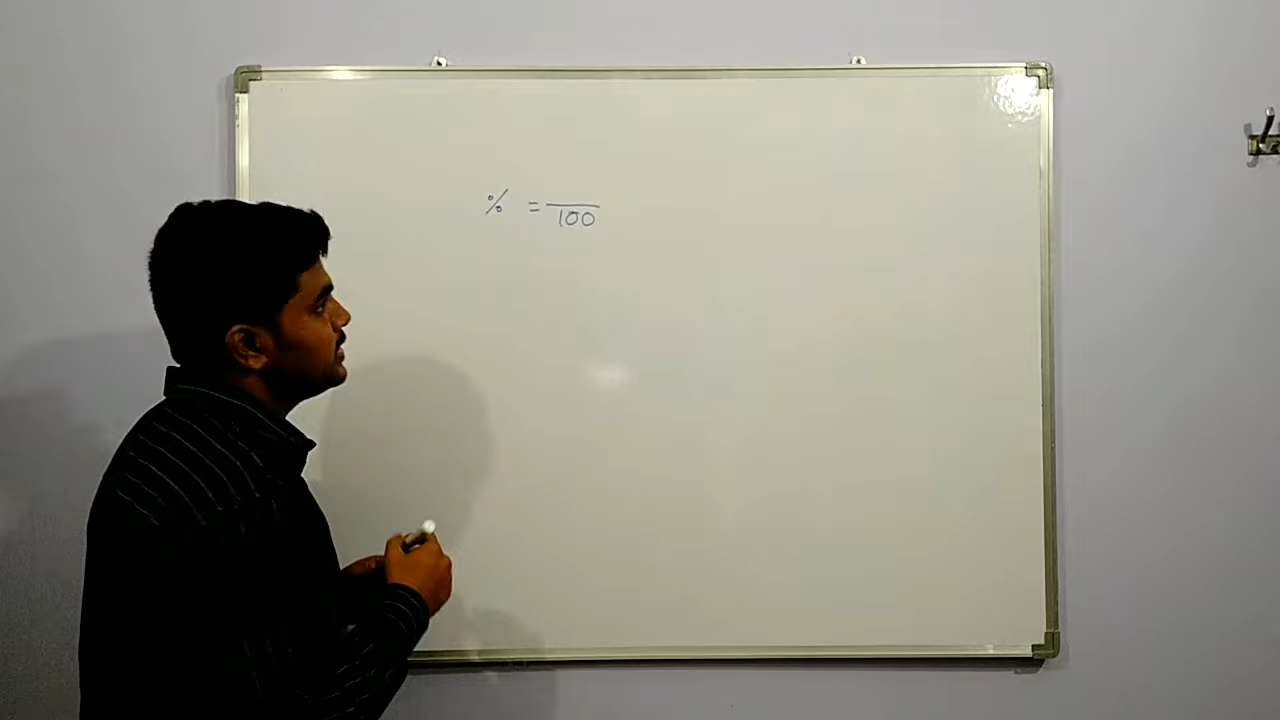 % = /100